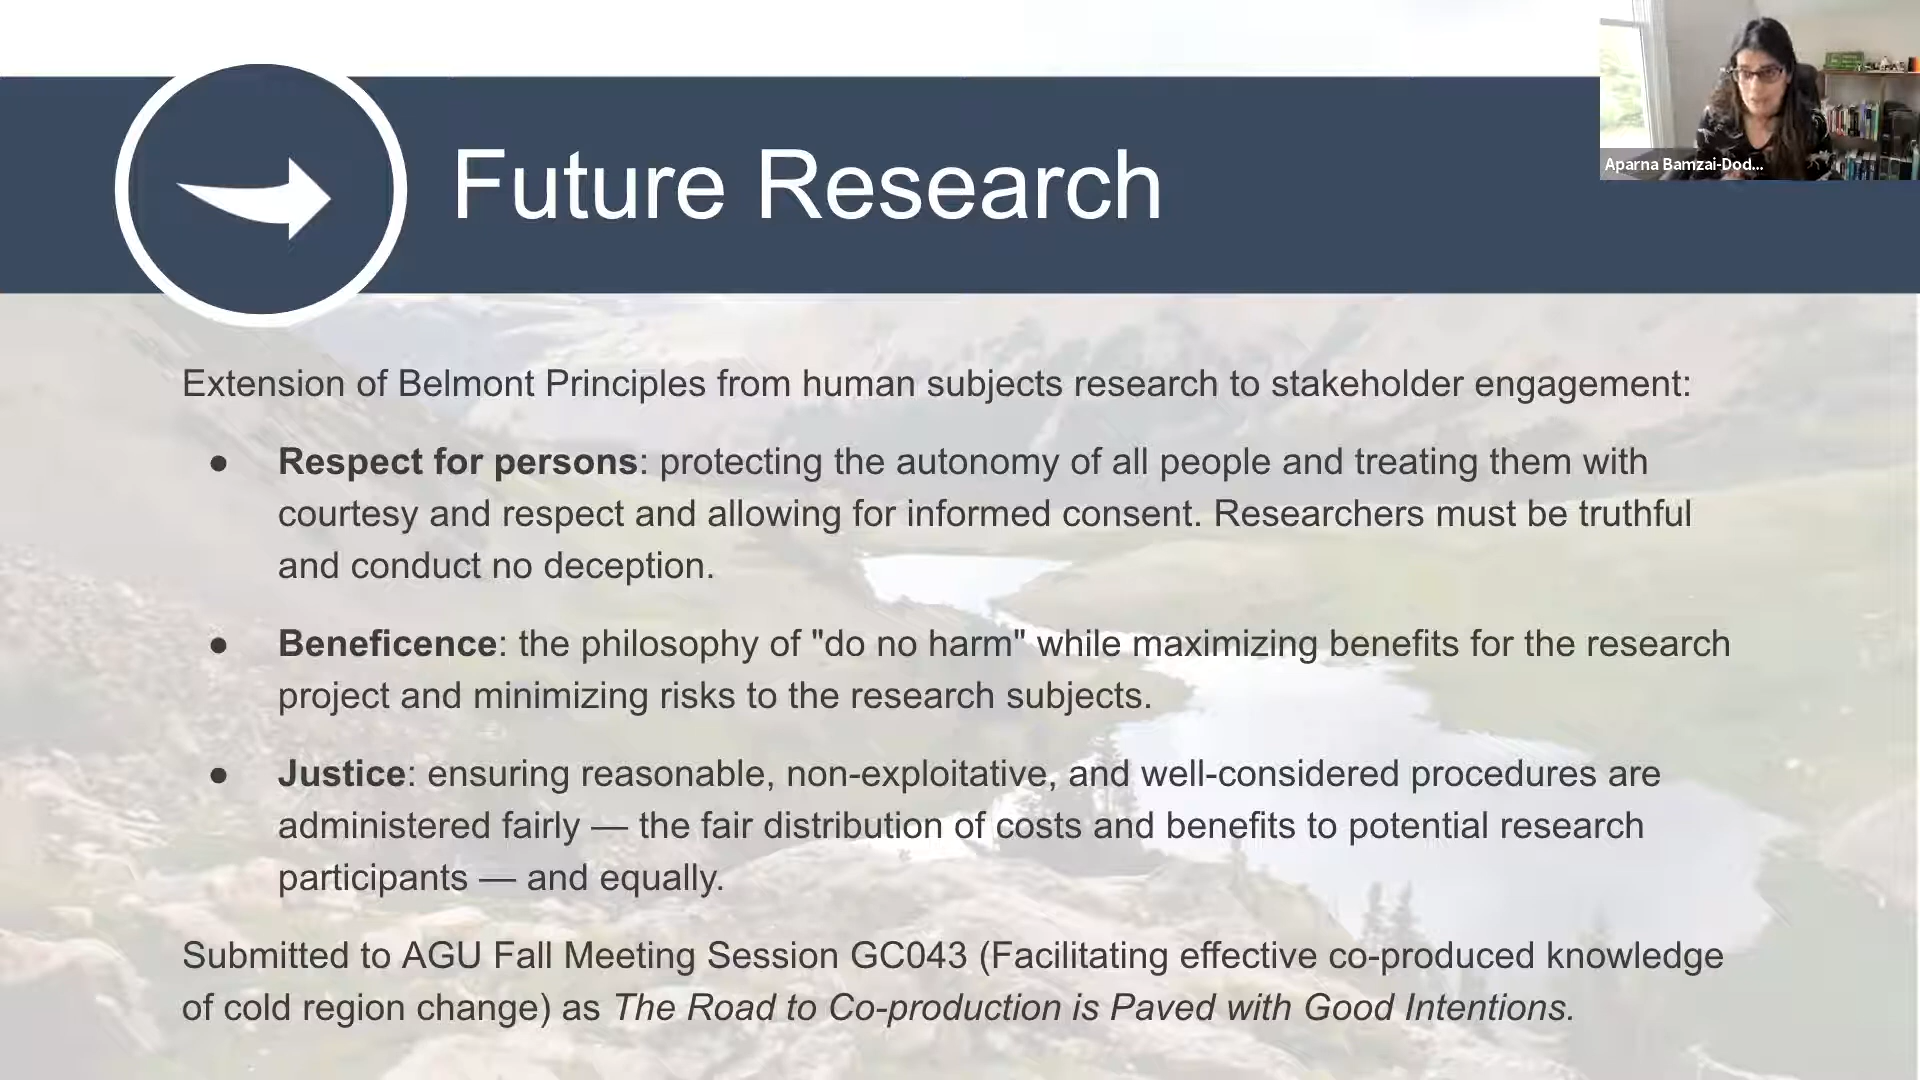 Future Research
Aparna Bamzai-Dod...
Extension of Belmont Principles from human subjects research to stakeholder engagement:
● Respect for persons: protecting the autonomy of all people and treating them with
courtesy and respect and allowing for informed consent. Researchers must be truthful
and conduct no deception.
● Beneficence: the philosophy of "do no harm" while maximizing benefits for the research
project and minimizing risks to the research subjects.
● Justice: ensuring reasonable, non-exploitative, and well-considered procedures are
administered fairly — the fair distribution of costs and benefits to potential research
participants — and equally.
Submitted to AGU Fall Meeting Session GC043 (Facilitating effective co-produced knowledge
of cold region change) as The Road to Co-production is Paved with Good Intentions.